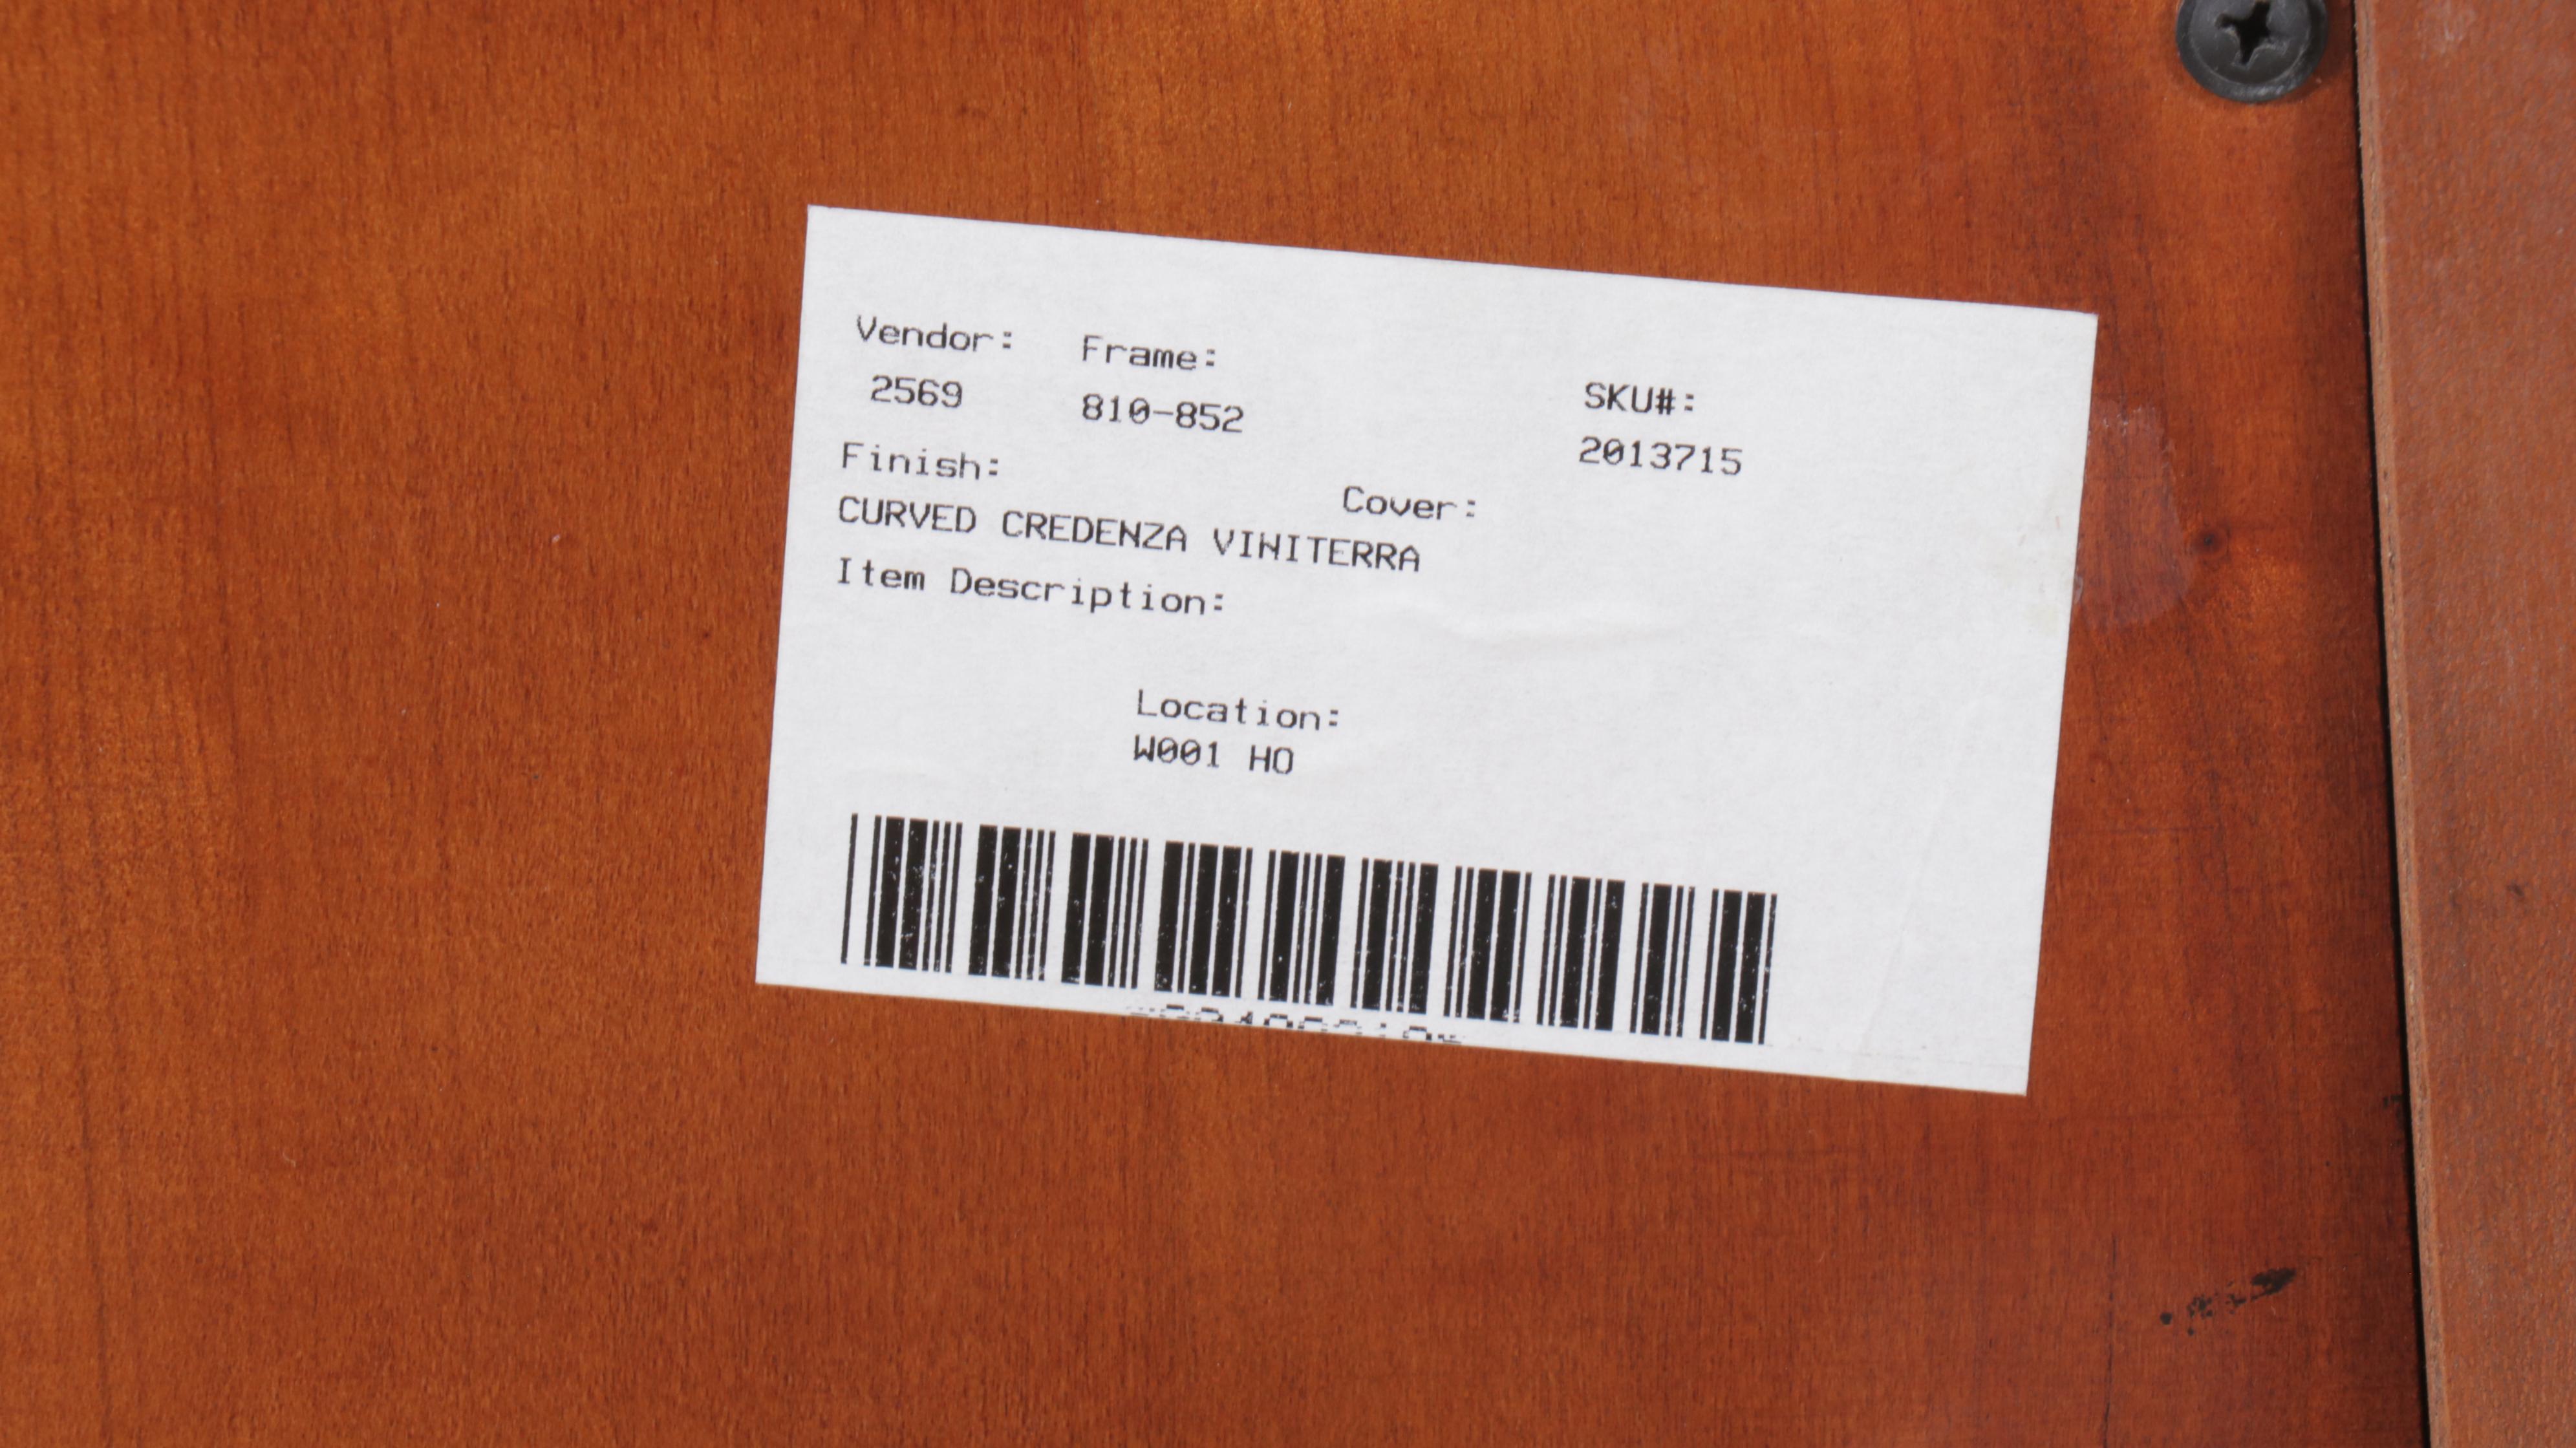 Vendor: Frame: SKU#:
2569 810-852 2013715
Finish: Cover:
CURVED CREDENZA VINITERRA
Item Description:
Location:
W001 HO